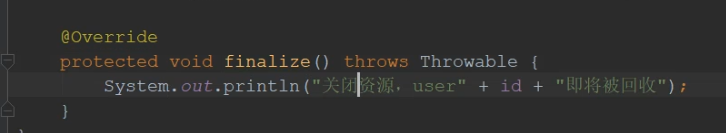 @Override
protected void finalize() throws Throwable {
System.out.println("关闭资源，user" + id + "即将被回收");
}
}